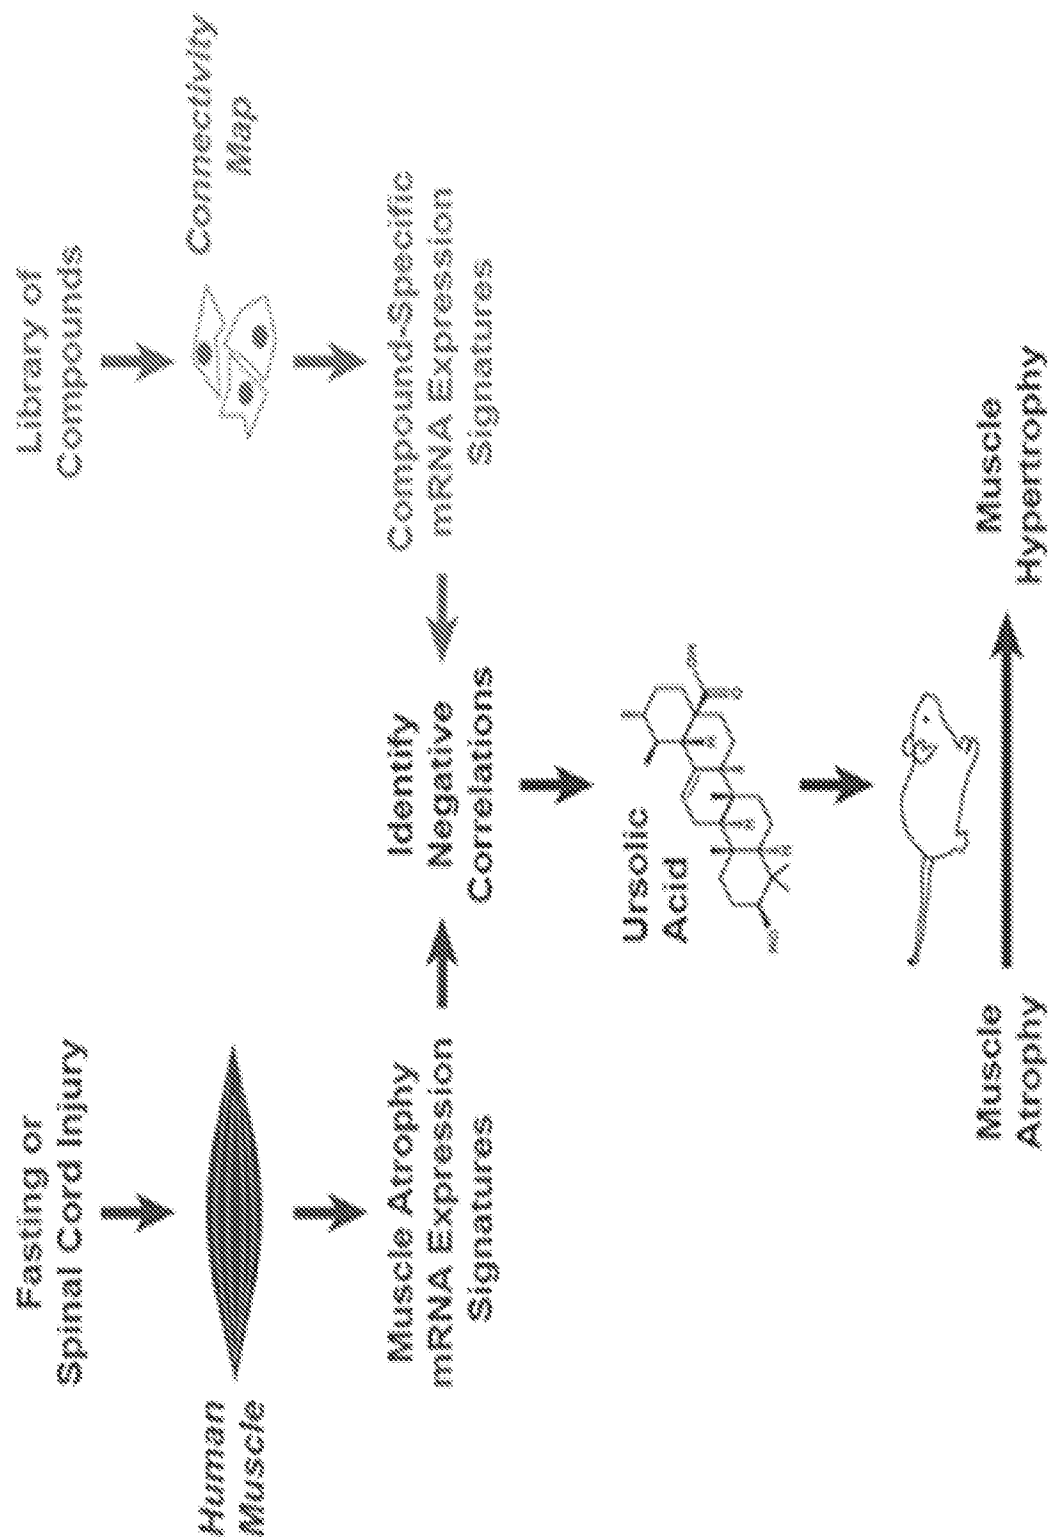 Fasting or
Spinal Cord Injury
Human
Muscle
Muscle Atrophy
mRNA Expression
Signatures
Library of
Compounds
Connectivity
Map
Compound-Specific
mRNA Expression
Signatures
Identify
Negative
Correlations
Ursolic
Acid
Muscle
Atrophy
Muscle
Hypertrophy